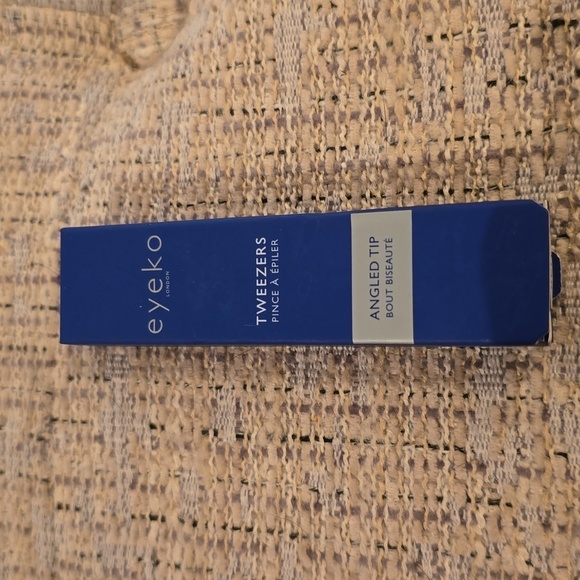 eyeko
LONDON
TWEEZERS
PINCE À ÉPILER
ANGLED TIP
BOUT BISEAUTÉ